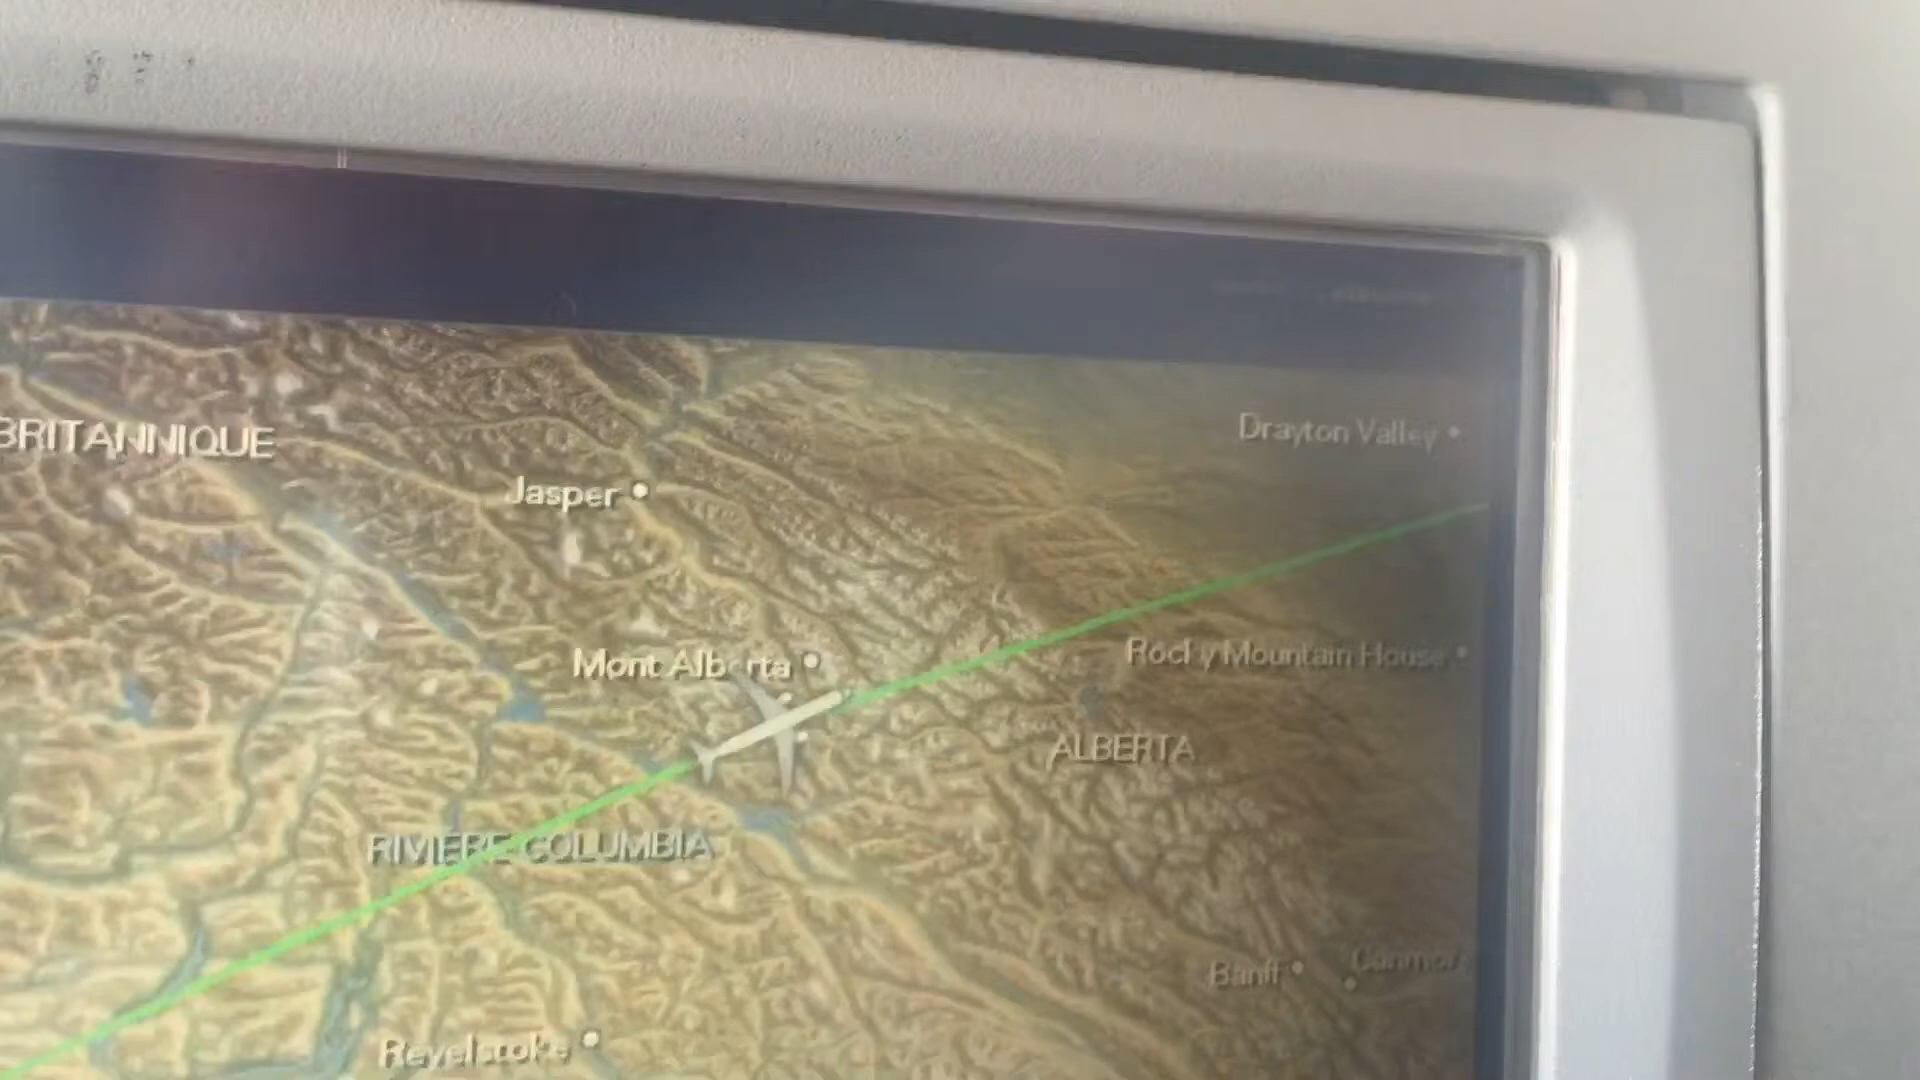 Drayton Valley
BRITANNIQUE
Jasper
Rocky Mountain House
Mont Alberta
ALBERTA
RIVIÈRE COLUMBIA
Banff
Revelstoke